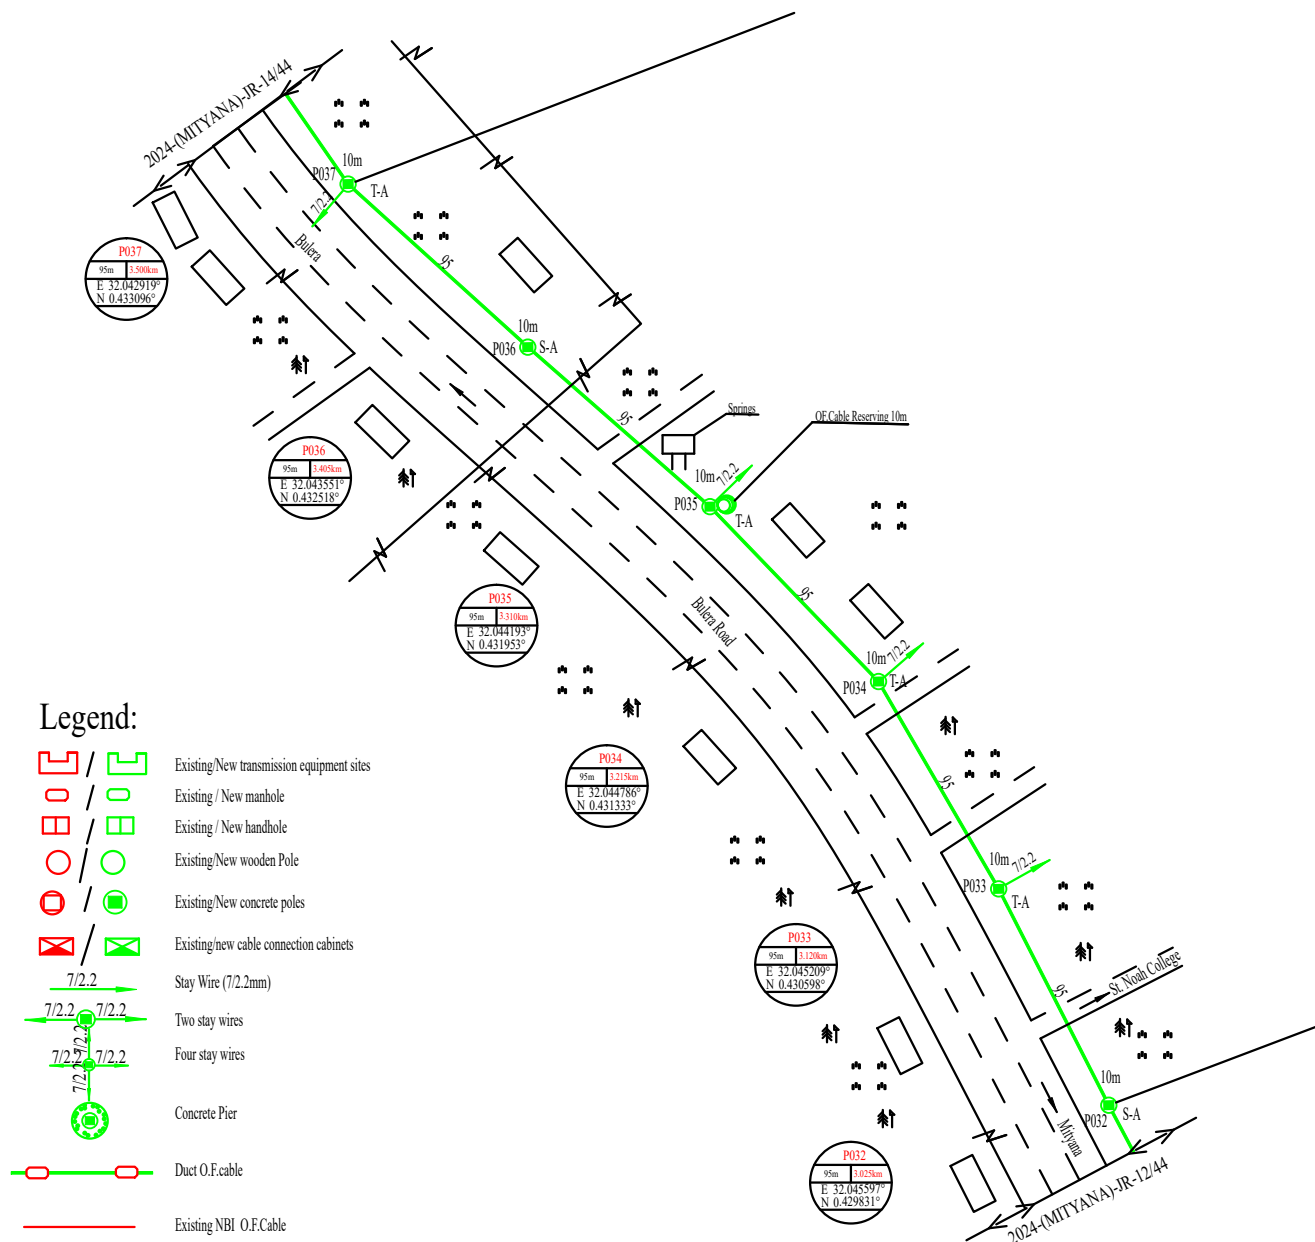 2024-(MITYANA)-JR-14/44
10m
P037
T-A
7/2.2
Bulera
P037
95m 3.500km
E 32.042919°
N 0.433096°
95
10m
P036 S-A
95
Springs
OF.Cable Reserving 10m
P036
95m 3.405km
E 32.043551°
N 0.432518°
10m 7/2.2
P035
T-A
95
P035
95m 3.310km
E 32.044193°
N 0.431953°
Bulera Road
10m 7/2.2
P034 T-A
95
Legend:
P034
95m 3.215km
E 32.044786°
N 0.431333°
Existing/New transmission equipment sites
Existing / New manhole
Existing / New handhole
Existing/New wooden Pole
Existing/New concrete poles
Existing/new cable connection cabinets
7/2.2
Stay Wire (7/2.2mm)
7/2.2 7/2.2
Two stay wires
7/2.2
7/2.2 7/2.2
Four stay wires
7/2.2
Concrete Pier
Duct O.F.cable
Existing NBI O.F.Cable
10m 7/2.2
P033
T-A
95
P033
95m 3.120km
E 32.045209°
N 0.430598°
St. Noah College
10m
P032 S-A
Mityana
P032
95m 3.025km
E 32.045597°
N 0.429831°
2024-(MITYANA)-JR-12/44